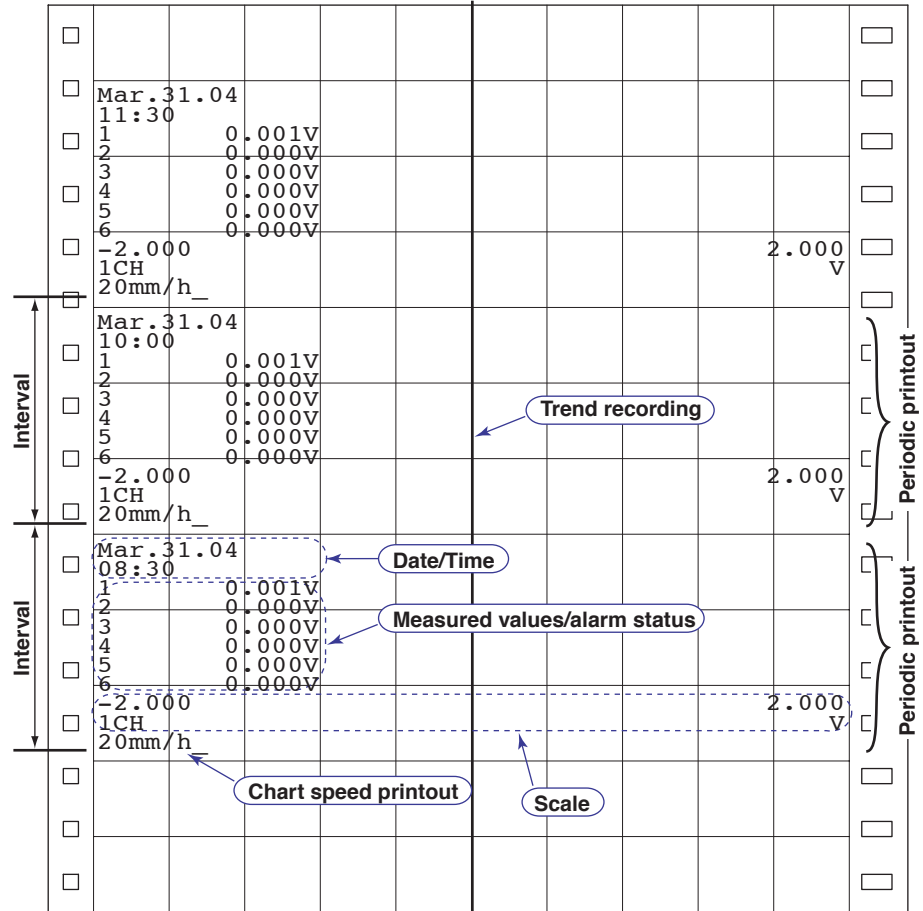 Mar.31.04
11:30
1 0.001V
2 0.000V
3 0.000V
4 0.000V
5 0.000V
6 0.000V
-2.000 2.000
1CH V
20mm/h_
Interval
Mar.31.04
10:00
1 0.001V
2 0.000V
3 0.000V
4 0.000V
5 0.000V
6 0.000V
-2.000 2.000
1CH V
20mm/h_
Trend recording
Periodic printout
Interval
Mar.31.04
08:30
1 0.001V
2 0.000V
3 0.000V
4 0.000V
5 0.000V
6 0.000V
-2.000 2.000
1CH V
20mm/h_
Date/Time
Measured values/alarm status
Periodic printout
Chart speed printout
Scale